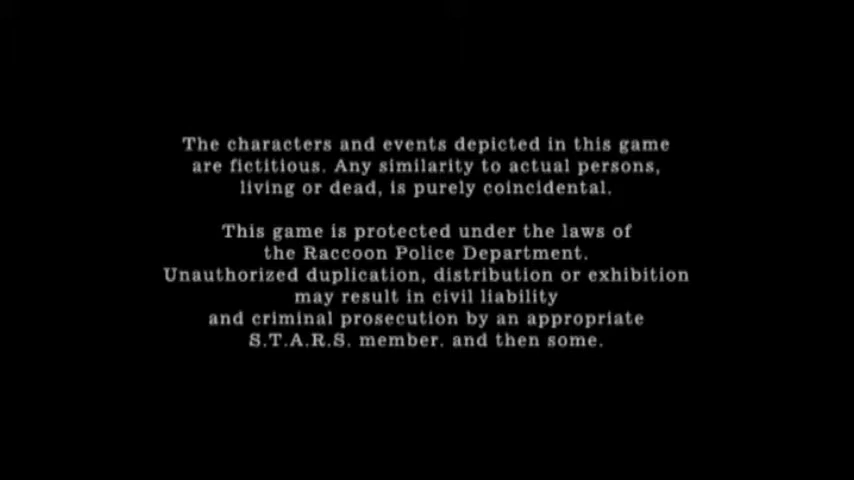 The characters and events depicted in this game
are fictitious. Any similarity to actual persons,
living or dead, is purely coincidental.
This game is protected under the laws of
the Raccoon Police Department.
Unauthorized duplication, distribution or exhibition
may result in civil liability
and criminal prosecution by an appropriate
S.T.A.R.S. member. and then some.